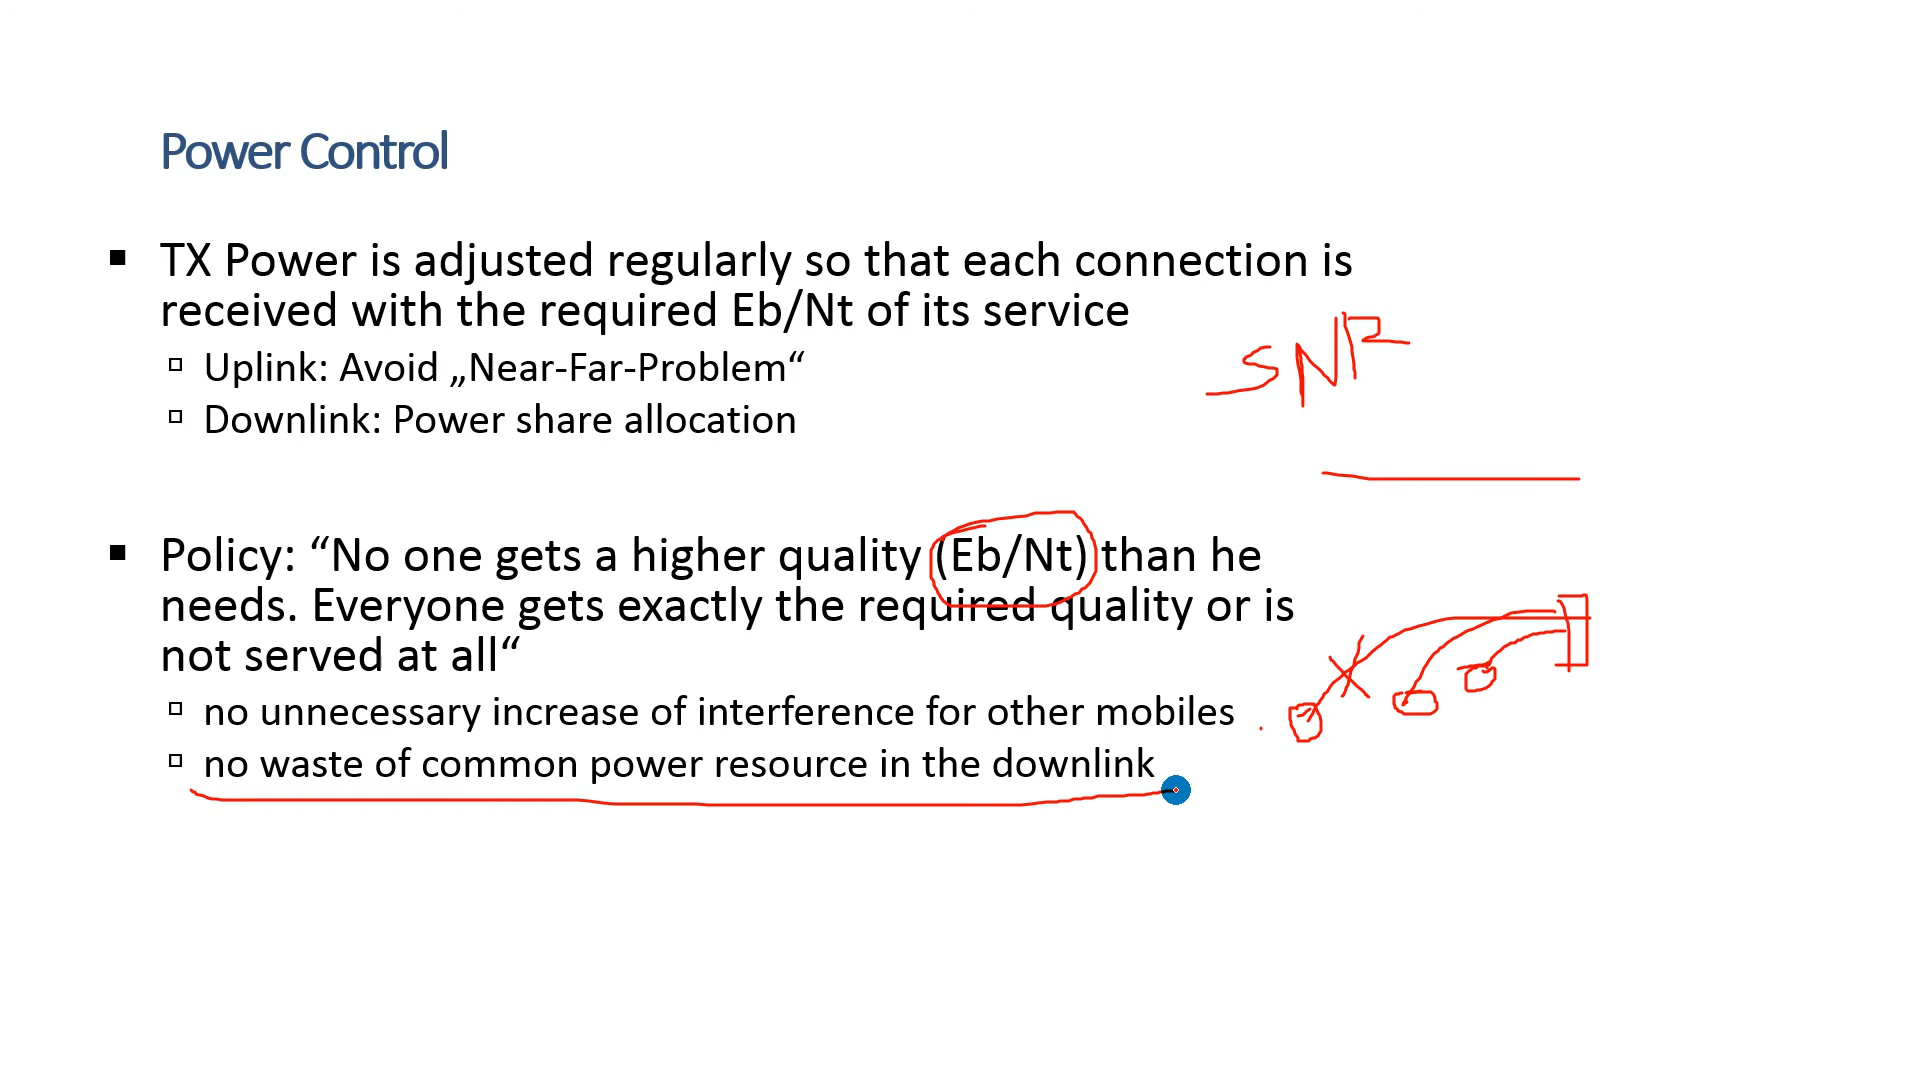 Power Control
TX Power is adjusted regularly so that each connection is
received with the required Eb/Nt of its service
Uplink: Avoid „Near-Far-Problem“
Downlink: Power share allocation
SNR
Policy: “No one gets a higher quality (Eb/Nt) than he
needs. Everyone gets exactly the required quality or is
not served at all“
no unnecessary increase of interference for other mobiles
no waste of common power resource in the downlink